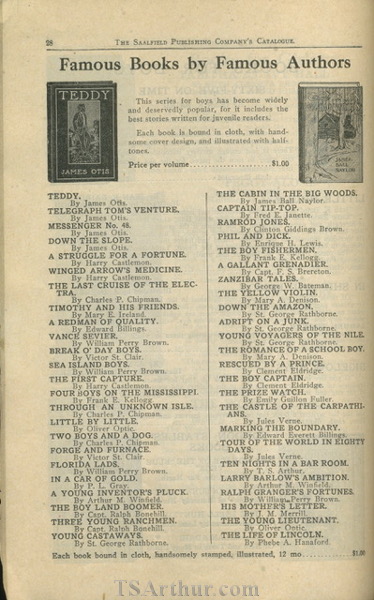 28
THE SAALFIELD PUBLISHING COMPANY'S CATALOGUE.
Famous Books by Famous Authors
TEDDY
JAMES OTIS
This series for boys has become widely
and deservedly popular, for it includes the
best stories written for juvenile readers.
Each book is bound in cloth, with hand-
some cover design, and illustrated with half-
tones.
Price per volume....................$1.00
JAMES BALL NAYLOR
TEDDY.
By James Otis.
TELEGRAPH TOM'S VENTURE.
By James Otis.
MESSENGER No. 48.
By James Otis.
DOWN THE SLOPE.
By James Otis.
A STRUGGLE FOR A FORTUNE.
By Harry Castlemon.
WINGED ARROW'S MEDICINE.
By Harry Castlemon.
THE LAST CRUISE OF THE ELEC-
TRA.
By Charles P. Chipman.
TIMOTHY AND HIS FRIENDS.
By Mary E. Ireland.
A REDMAN OF QUALITY.
By Edward Billings.
VANCE SEVIER.
By William Perry Brown.
BREAK O' DAY BOYS.
By Victor St. Clair.
SEA ISLAND BOYS.
By William Perry Brown.
THE FIRST CAPTURE.
By Harry Castlemon.
FOUR BOYS ON THE MISSISSIPPI.
By Frank E. Kellogg.
THROUGH AN UNKNOWN ISLE.
By Charles P. Chipman.
LITTLE BY LITTLE.
By Oliver Optic.
TWO BOYS AND A DOG.
By Charles P. Chipman.
FORGE AND FURNACE.
By Victor St. Clair.
FLORIDA LADS.
By William Perry Brown.
IN A CAR OF GOLD.
By P. L. Gray.
A YOUNG INVENTOR'S PLUCK.
By Arthur M. Winfield.
THE BOY LAND BOOMER.
By Capt. Ralph Bonehill.
THREE YOUNG RANCHMEN.
By Capt. Ralph Bonehill.
YOUNG CASTAWAYS.
By St. George Rathborne.
THE CABIN IN THE BIG WOODS.
By James Ball Naylor.
CAPTAIN TIP-TOP.
By Fred E. Janette.
RAMROD JONES.
By Clinton Giddings Brown.
PHIL AND DICK.
By Enrique H. Lewis.
THE BOY FISHERMEN.
By Frank E. Kellogg.
A GALLANT GRENADIER.
By Capt. F. S. Brereton.
ZANZIBAR TALES.
By George W. Bateman.
THE YELLOW VIOLIN.
By Mary A. Denison.
DOWN THE AMAZON.
By St. George Rathborne.
ADRIFT ON A JUNK.
By St. George Rathborne.
YOUNG VOYAGERS OF THE NILE.
By St. George Rathborne.
THE ROMANCE OF A SCHOOL BOY.
By Mary A. Denison.
RESCUED BY A PRINCE.
By Clement Eldridge.
THE BOY CAPTAIN.
By Clement Eldridge.
THE PRIZE WATCH.
By Emily Guillon Fuller.
THE CASTLE OF THE CARPATHI-
ANS.
By Jules Verne.
MARKING THE BOUNDARY.
By Edward Everett Billings.
TOUR OF THE WORLD IN EIGHTY
DAYS.
By Jules Verne.
TEN NIGHTS IN A BAR ROOM.
By T. S. Arthur.
LARRY BARLOW'S AMBITION.
By Arthur M. Winfield.
RALPH GRANGER'S FORTUNES.
By William Perry Brown.
HIS MOTHER'S LETTER.
By J. M. Merrill.
THE YOUNG LIEUTENANT.
By Oliver Optic.
THE LIFE OF LINCOLN.
By Phebe A. Hanaford.
Each book bound in cloth, handsomely stamped, illustrated, 12 mo............$1.00
TSArthur.com